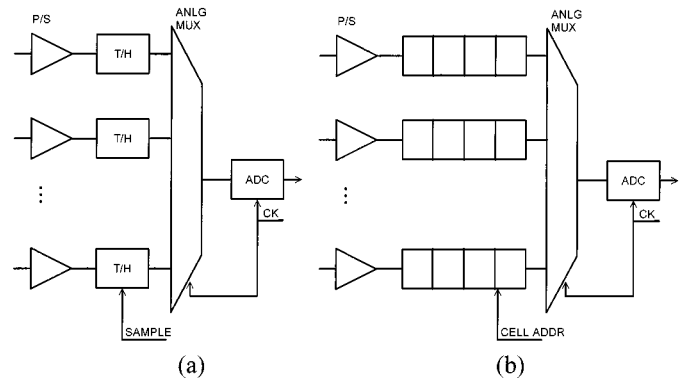 P/S
ANLG
MUX
T/H
T/H
⋮
T/H
ADC
CK
SAMPLE
(a)
P/S
ANLG
MUX
⋮
ADC
CK
CELL ADDR
(b)